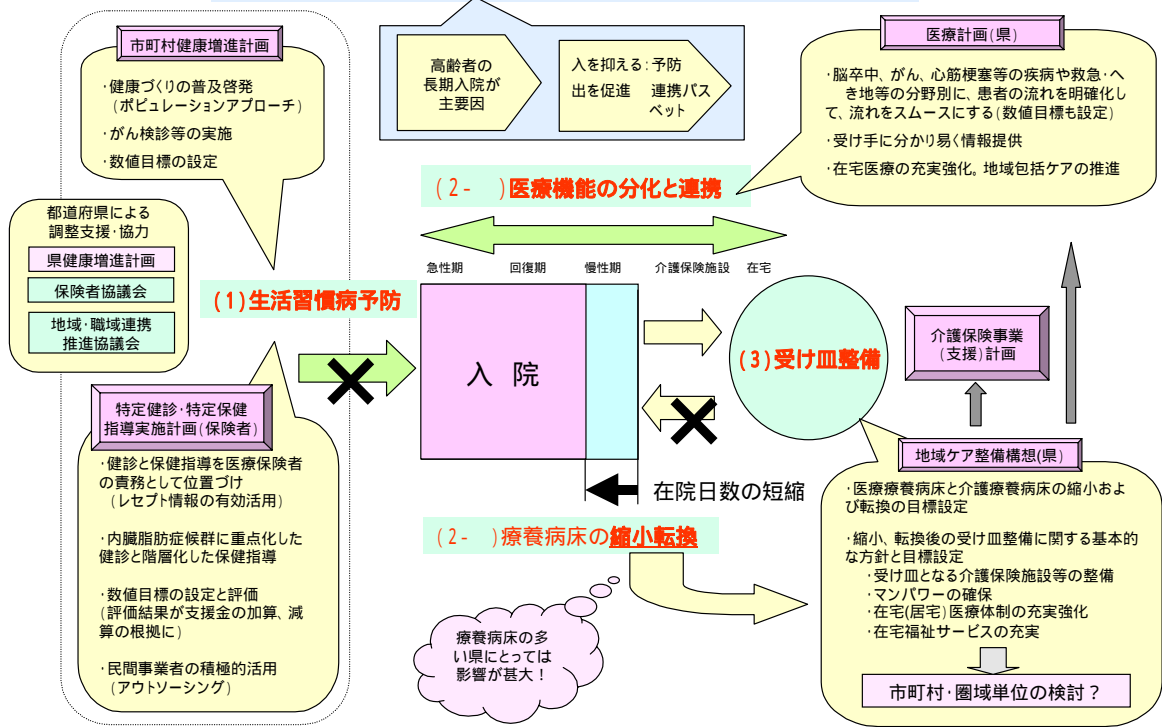 市町村健康増進計画
・健康づくりの普及啓発
(ポピュレーションアプローチ)
・がん検診等の実施
・数値目標の設定
高齢者の
長期入院が
主要因
入を抑える：予防
出を促進 連携パス
ベット
医療計画(県)
・脳卒中、がん、心筋梗塞等の疾病や救急・へ
き地等の分野別に、患者の流れを明確化し
て、流れをスムースにする(数値目標も設定)
・受け手に分かり易く情報提供
・在宅医療の充実強化。地域包括ケアの推進
(2- )医療機能の分化と連携
都道府県による
調整支援・協力
県健康増進計画
保険者協議会
地域・職域連携
推進協議会
(1)生活習慣病予防
急性期 回復期 慢性期 介護保険施設 在宅
入 院
(3)受け皿整備
介護保険事業
(支援)計画
特定健診・特定保健
指導実施計画(保険者)
・健診と保健指導を医療保険者
の責務として位置づけ
(レセプト情報の有効活用)
・内臓脂肪症候群に重点化した
健診と階層化した保健指導
・数値目標の設定と評価
(評価結果が支援金の加算、減
算の根拠に)
・民間事業者の積極的活用
(アウトソーシング)
在院日数の短縮
(2- )療養病床の縮小転換
療養病床の多
い県にとっては
影響が甚大！
地域ケア整備構想(県)
・医療療養病床と介護療養病床の縮小およ
び転換の目標設定
・縮小、転換後の受け皿整備に関する基本的
な方針と目標設定
・受け皿となる介護保険施設等の整備
・マンパワーの確保
・在宅(居宅)医療体制の充実強化
・在宅福祉サービスの充実
市町村・圏域単位の検討？